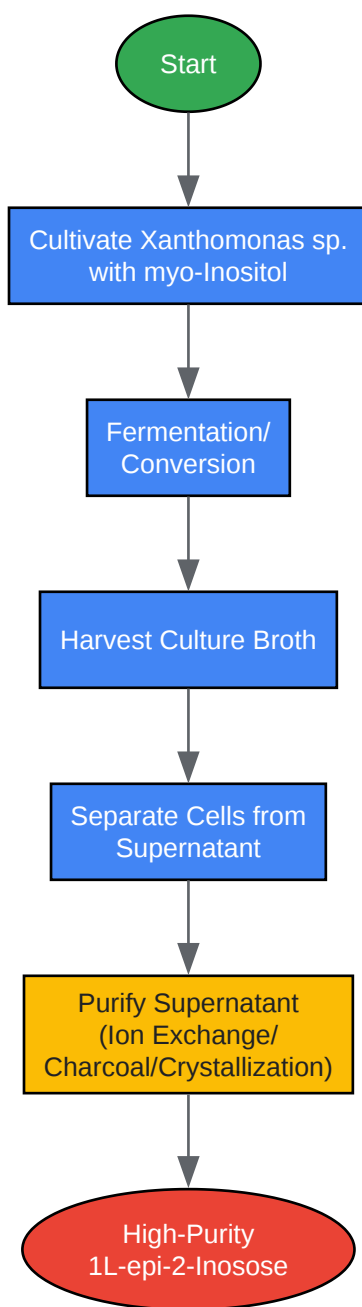 Start
Cultivate Xanthomonas sp.
with myo-Inositol
Fermentation/
Conversion
Harvest Culture Broth
Separate Cells from
Supernatant
Purify Supernatant
(Ion Exchange/
Charcoal/Crystallization)
High-Purity
1L-epi-2-Inosose